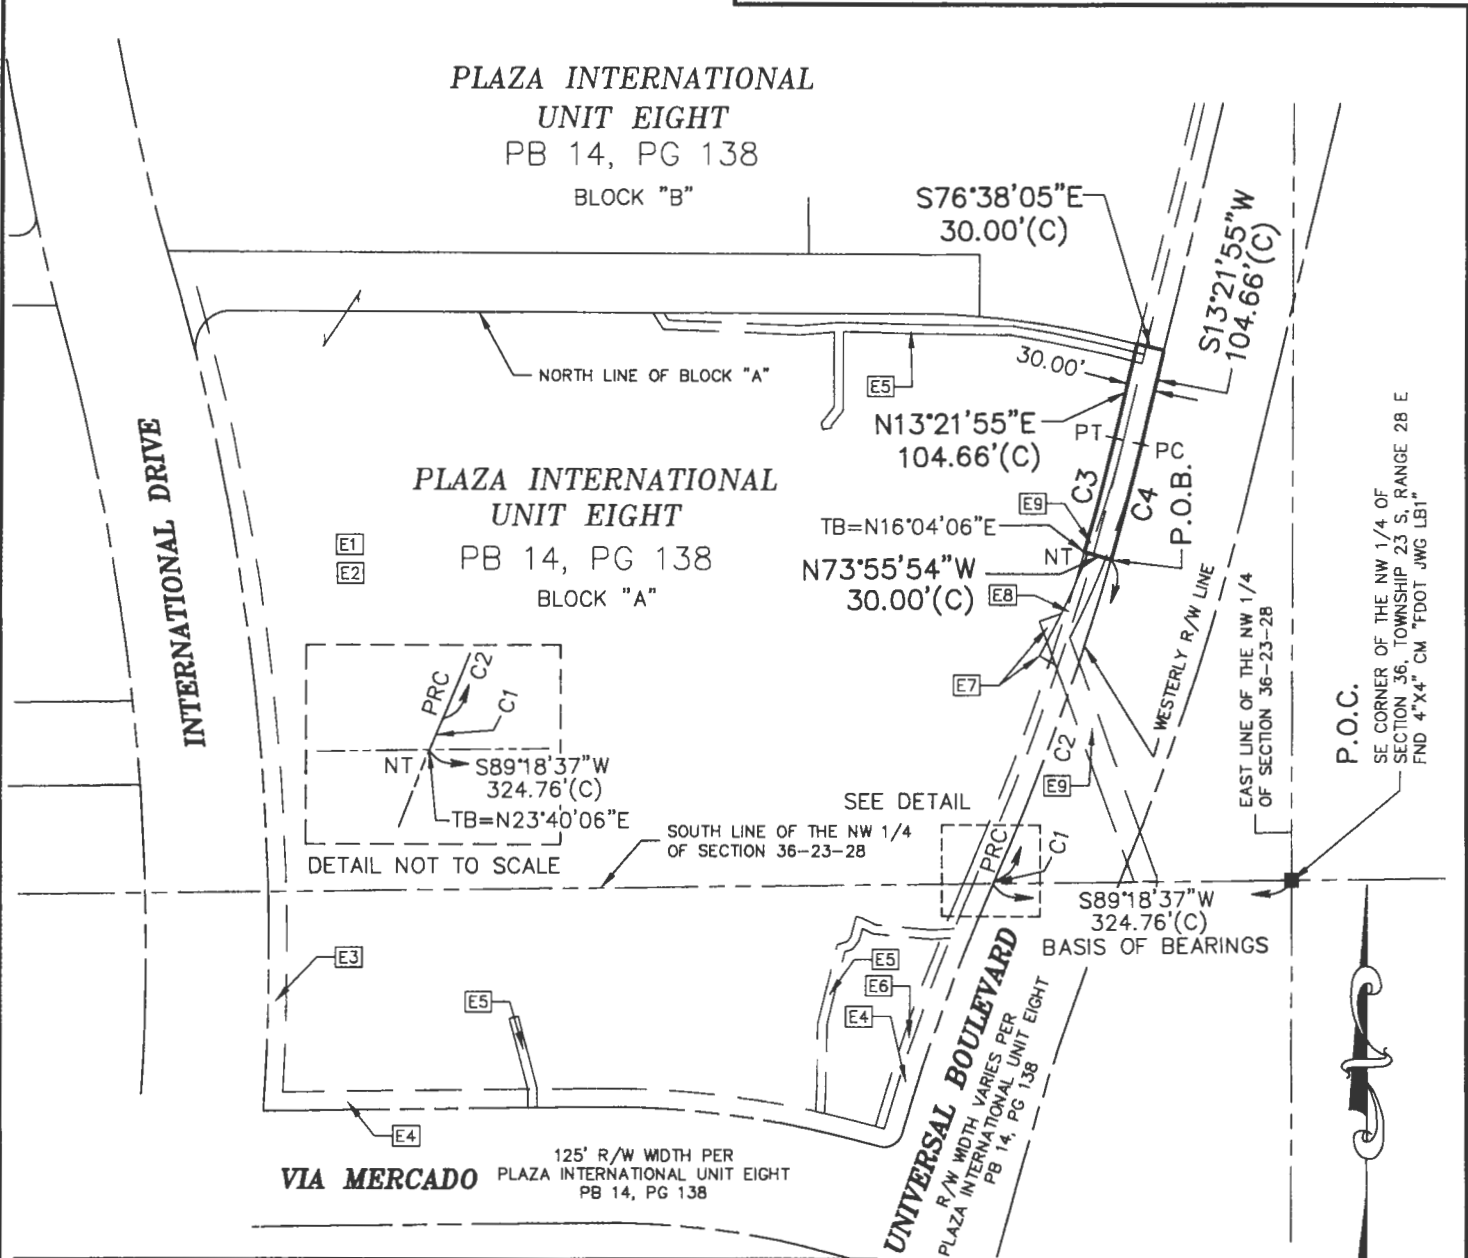 PLAZA INTERNATIONAL
UNIT EIGHT
PB 14, PG 138
BLOCK "B"
S76°38'05"E
30.00'(C)
S13°21'55"W
104.66'(C)
NORTH LINE OF BLOCK "A"
E5
30.00'
N13°21'55"E
104.66'(C)
PT
PC
INTERNATIONAL DRIVE
PLAZA INTERNATIONAL
UNIT EIGHT
PB 14, PG 138
BLOCK "A"
E1
E2
C3
C4
P.O.B.
E9
TB=N16°04'06"E
NT
N73°55'54"W
30.00'(C)
E8
E7
WESTERLY R/W LINE
EAST LINE OF THE NW 1/4
OF SECTION 36-23-28
P.O.C.
SE CORNER OF THE NW 1/4 OF
SECTION 36, TOWNSHIP 23 S, RANGE 28 E
FND 4"X4" CM "FDOT JWG LB1"
PRC
C2
C1
NT
S89°18'37"W
324.76'(C)
TB=N23°40'06"E
DETAIL NOT TO SCALE
C2
E9
SEE DETAIL
SOUTH LINE OF THE NW 1/4
OF SECTION 36-23-28
PRC
C1
S89°18'37"W
324.76'(C)
BASIS OF BEARINGS
E3
E5
E5
E6
E4
E4
UNIVERSAL BOULEVARD
R/W WIDTH VARIES PER
PLAZA INTERNATIONAL UNIT EIGHT
PB 14, PG 138
VIA MERCADO
125' R/W WIDTH PER
PLAZA INTERNATIONAL UNIT EIGHT
PB 14, PG 138